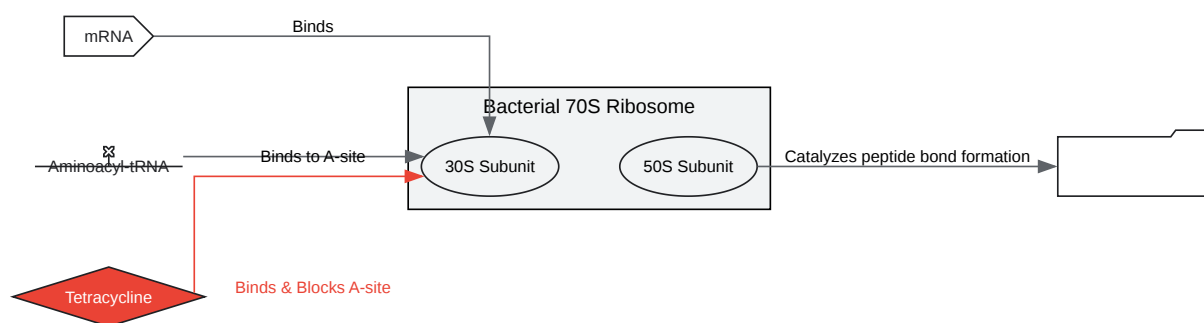 mRNA
Binds
Bacterial 70S Ribosome
Aminoacyl-tRNA
Binds to A-site
30S Subunit
50S Subunit
Catalyzes peptide bond formation
Tetracycline
Binds & Blocks A-site